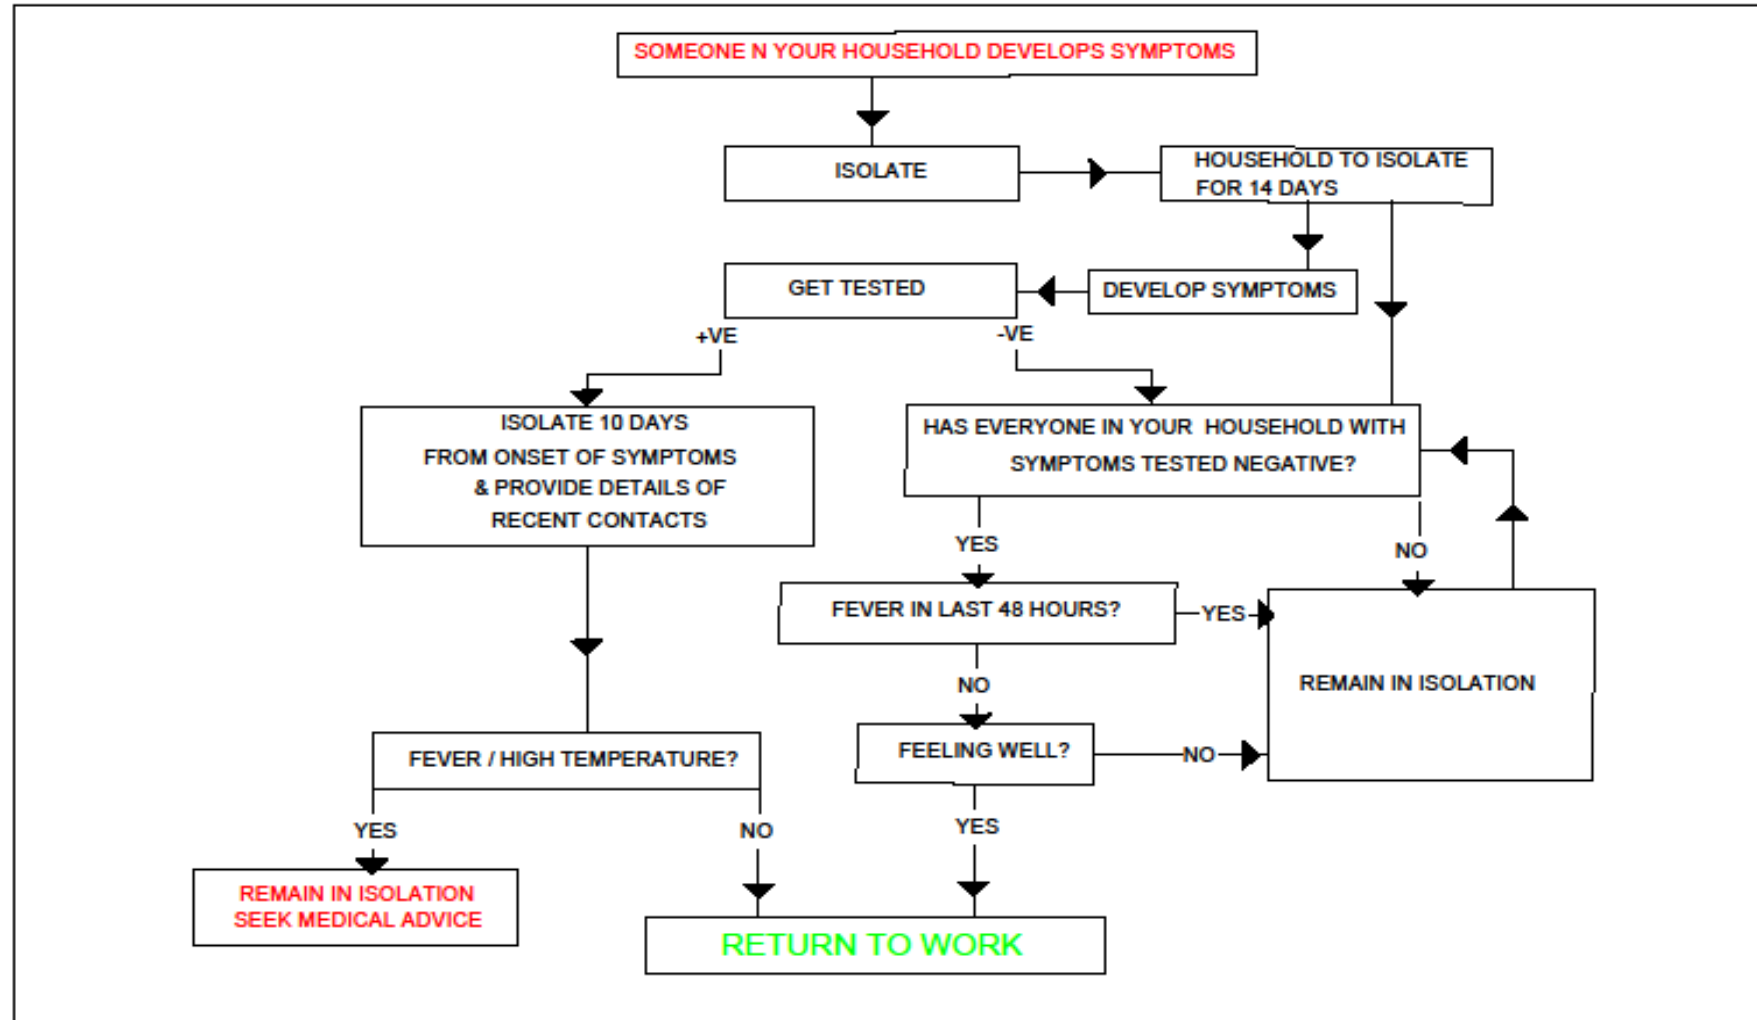 SOMEONE N YOUR HOUSEHOLD DEVELOPS SYMPTOMS
ISOLATE
HOUSEHOLD TO ISOLATE
FOR 14 DAYS
GET TESTED
DEVELOP SYMPTOMS
+VE
-VE
ISOLATE 10 DAYS
FROM ONSET OF SYMPTOMS
& PROVIDE DETAILS OF
RECENT CONTACTS
HAS EVERYONE IN YOUR HOUSEHOLD WITH
SYMPTOMS TESTED NEGATIVE?
YES
NO
FEVER IN LAST 48 HOURS?
YES
REMAIN IN ISOLATION
NO
FEELING WELL?
NO
FEVER / HIGH TEMPERATURE?
YES
NO
YES
REMAIN IN ISOLATION
SEEK MEDICAL ADVICE
RETURN TO WORK